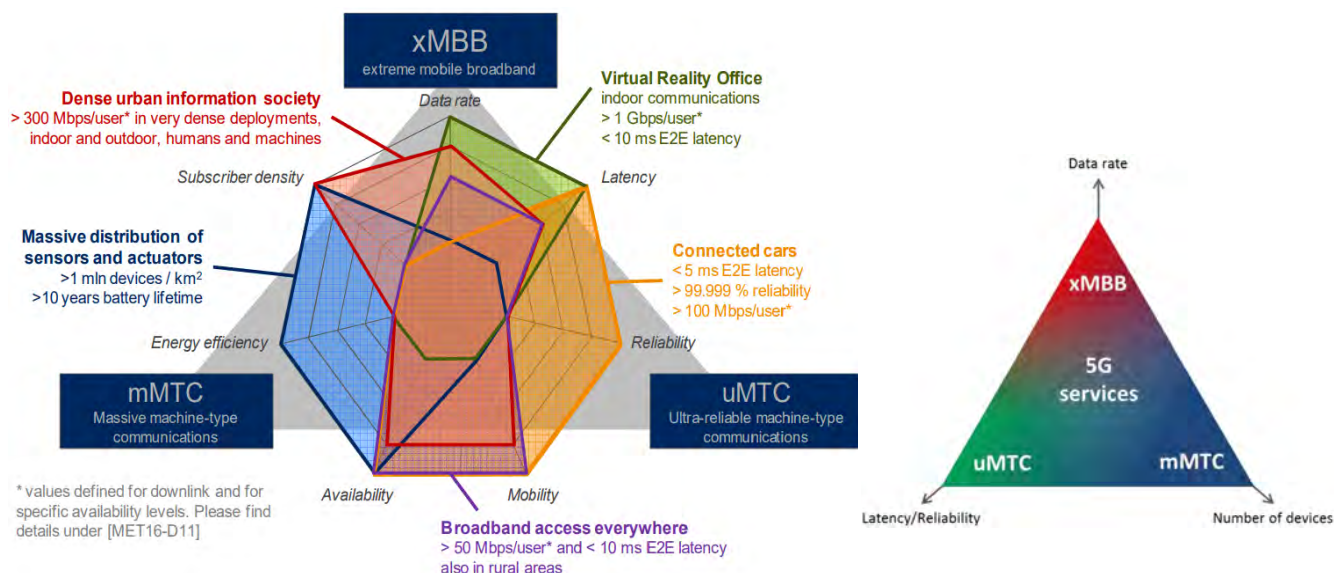 xMBB
extreme mobile broadband
Data rate
Dense urban information society
> 300 Mbps/user* in very dense deployments,
indoor and outdoor, humans and machines
Virtual Reality Office
indoor communications
> 1 Gbps/user*
< 10 ms E2E latency
Subscriber density
Latency
Massive distribution of
sensors and actuators
>1 mln devices / km²
>10 years battery lifetime
Connected cars
< 5 ms E2E latency
> 99.999 % reliability
> 100 Mbps/user*
Energy efficiency
Reliability
mMTC
Massive machine-type
communications
uMTC
Ultra-reliable machine-type
communications
Availability
Mobility
* values defined for downlink and for
specific availability levels. Please find
details under [MET16-D11]
Broadband access everywhere
> 50 Mbps/user* and < 10 ms E2E latency
also in rural areas
Data rate
xMBB
5G
services
uMTC
mMTC
Latency/Reliability
Number of devices